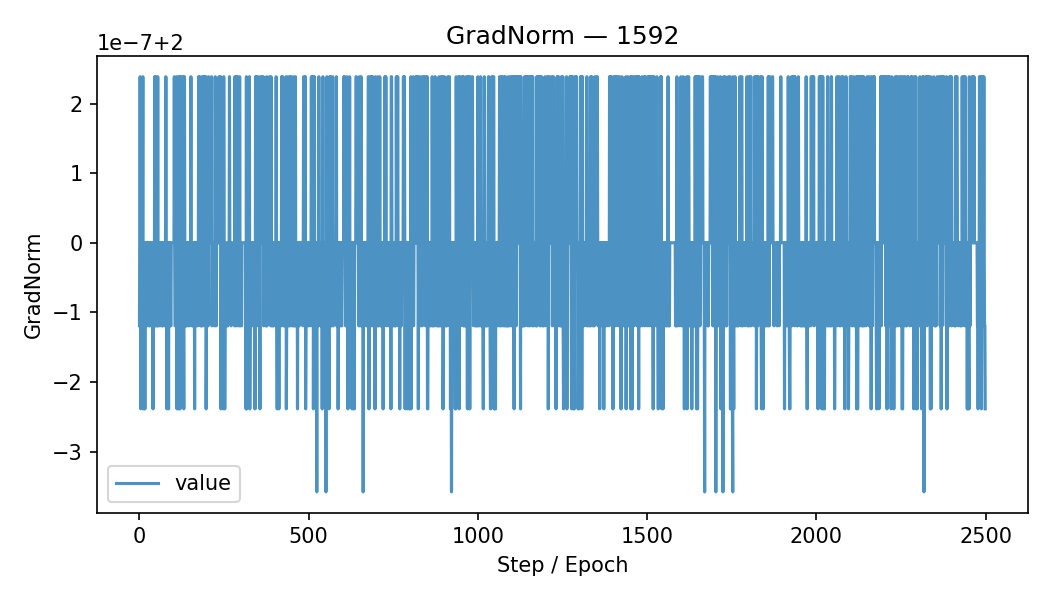 GradNorm — 1592
1e−7+2
2
1
0
−1
−2
−3
GradNorm
value
0 500 1000 1500 2000 2500
Step / Epoch